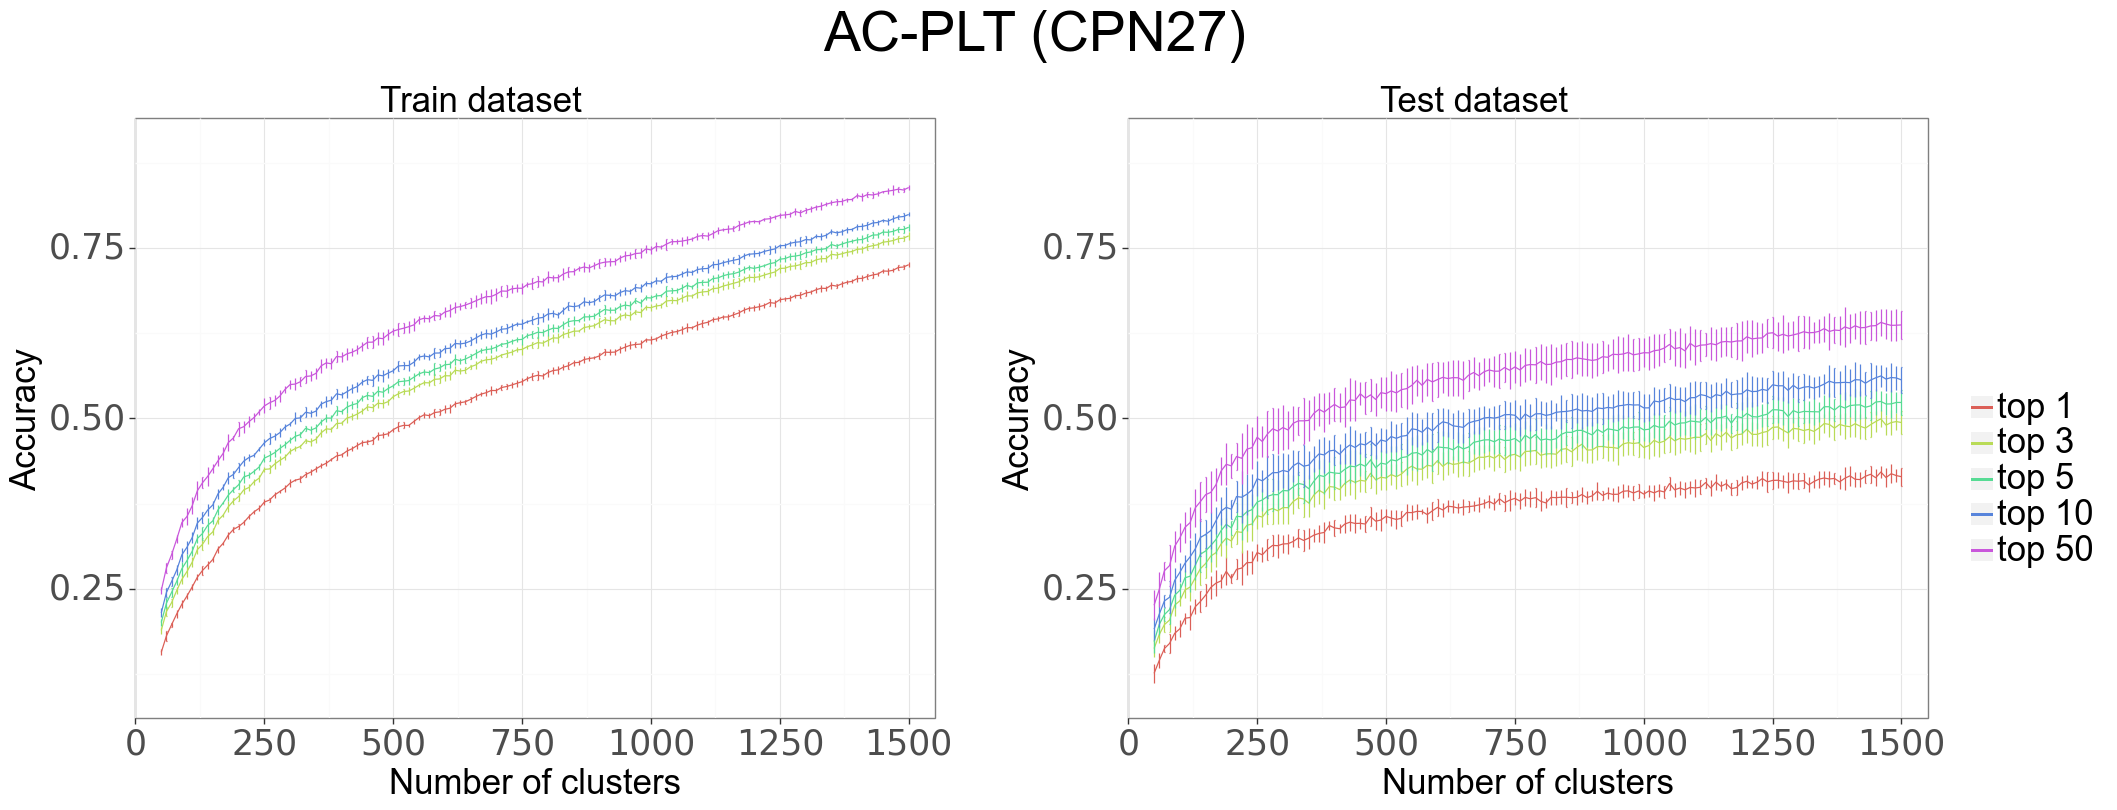 AC-PLT (CPN27)
Train dataset
Accuracy
0.75
0.50
0.25
0 250 500 750 1000 1250 1500
Number of clusters
Test dataset
Accuracy
0.75
0.50
0.25
0 250 500 750 1000 1250 1500
Number of clusters
top 1
top 3
top 5
top 10
top 50